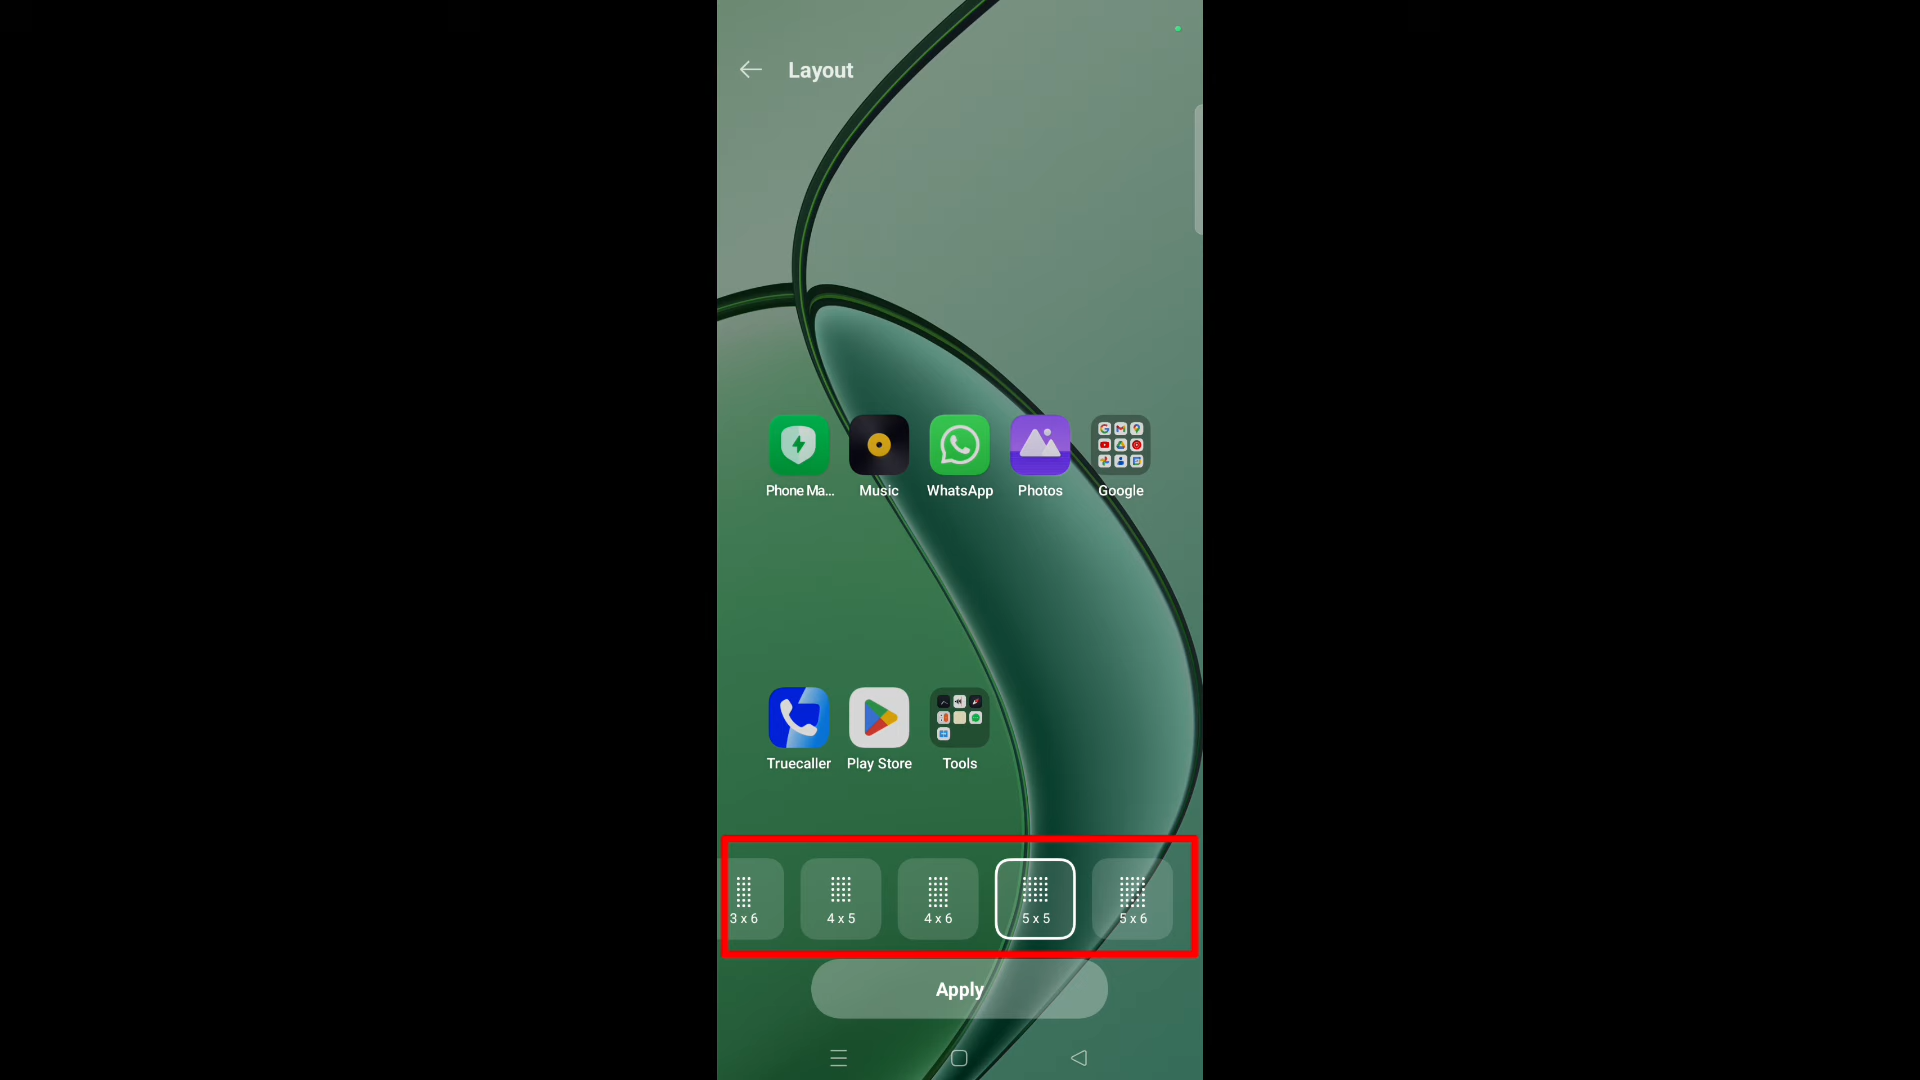 Layout
Phone Ma...
Music
WhatsApp
Photos
Google
Truecaller
Play Store
Tools
3 x 6
4 x 5
4 x 6
5 x 5
5 x 6
Apply